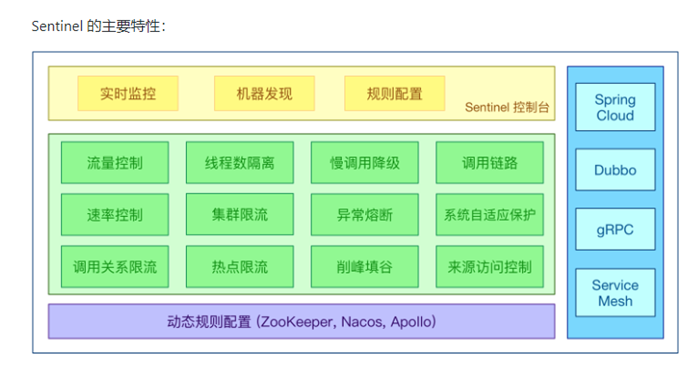 Sentinel 的主要特性：
实时监控 机器发现 规则配置
Sentinel 控制台
流量控制 线程数隔离 慢调用降级 调用链路
速率控制 集群限流 异常熔断 系统自适应保护
调用关系限流 热点限流 削峰填谷 来源访问控制
动态规则配置 (ZooKeeper, Nacos, Apollo)
Spring
Cloud
Dubbo
gRPC
Service
Mesh